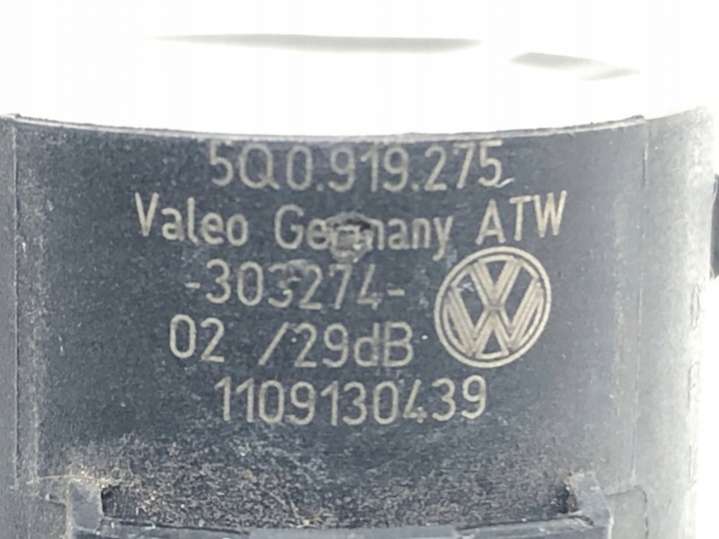 5Q0.919.275
Valeo Germany ATW
-303274-
02 /29dB
1109130439